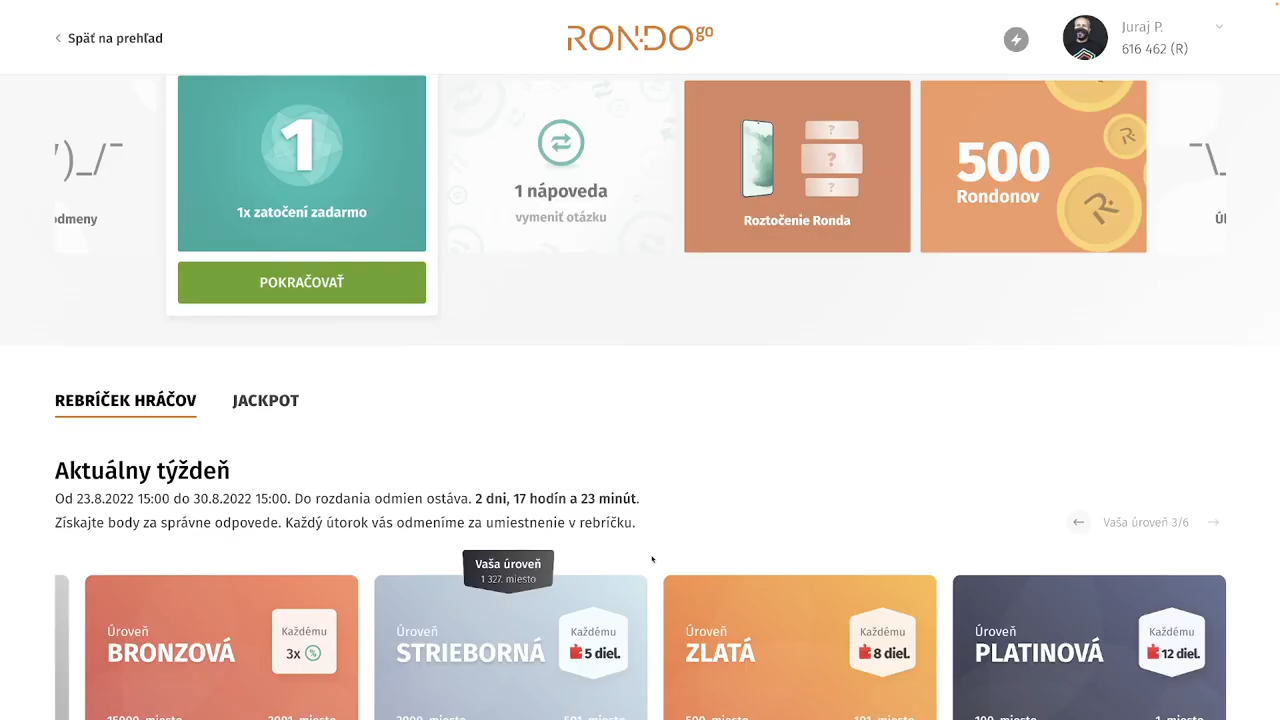 Späť na prehľad
RONDO go
Juraj P.
616 462 (R)
1
1x zatočení zadarmo
POKRAČOVAŤ
1 nápoveda
vymeniť otázku
?
?
?
Roztočenie Ronda
500
Rondonov
REBRÍČEK HRÁČOV
JACKPOT
Aktuálny týždeň
Od 23.8.2022 15:00 do 30.8.2022 15:00. Do rozdania odmien ostáva. 2 dni, 17 hodín a 23 minút.
Získajte body za správne odpovede. Každý útorok vás odmeníme za umiestnenie v rebríčku.
Vaša úroveň 3/6
Vaša úroveň
1 327. miesto
Úroveň
BRONZOVÁ
Každému
3x
Úroveň
STRIEBORNÁ
Každému
5 diel.
Úroveň
ZLATÁ
Každému
8 diel.
Úroveň
PLATINOVÁ
Každému
12 diel.